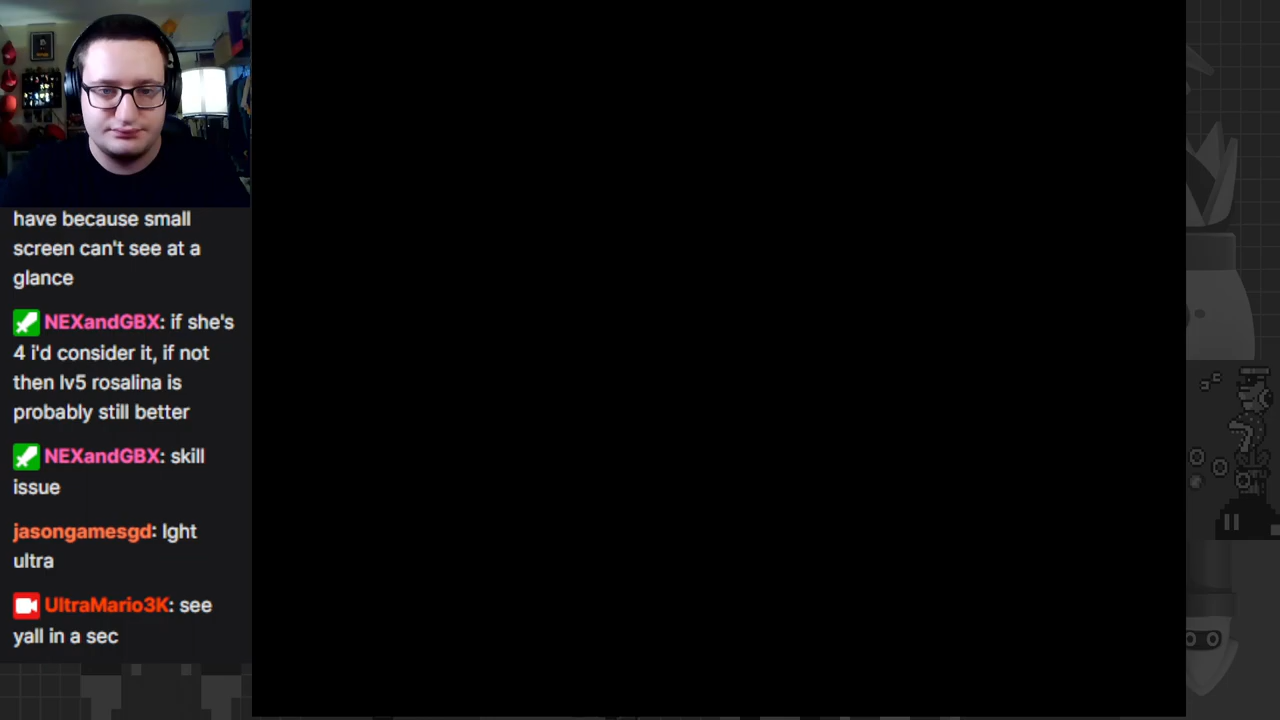 have because small
screen can't see at a
glance
NEXandGBX: if she's
4 i'd consider it, if not
then lv5 rosalina is
probably still better
NEXandGBX: skill
issue
jasongamesgd: lght
ultra
UltraMario3K: see
yall in a sec